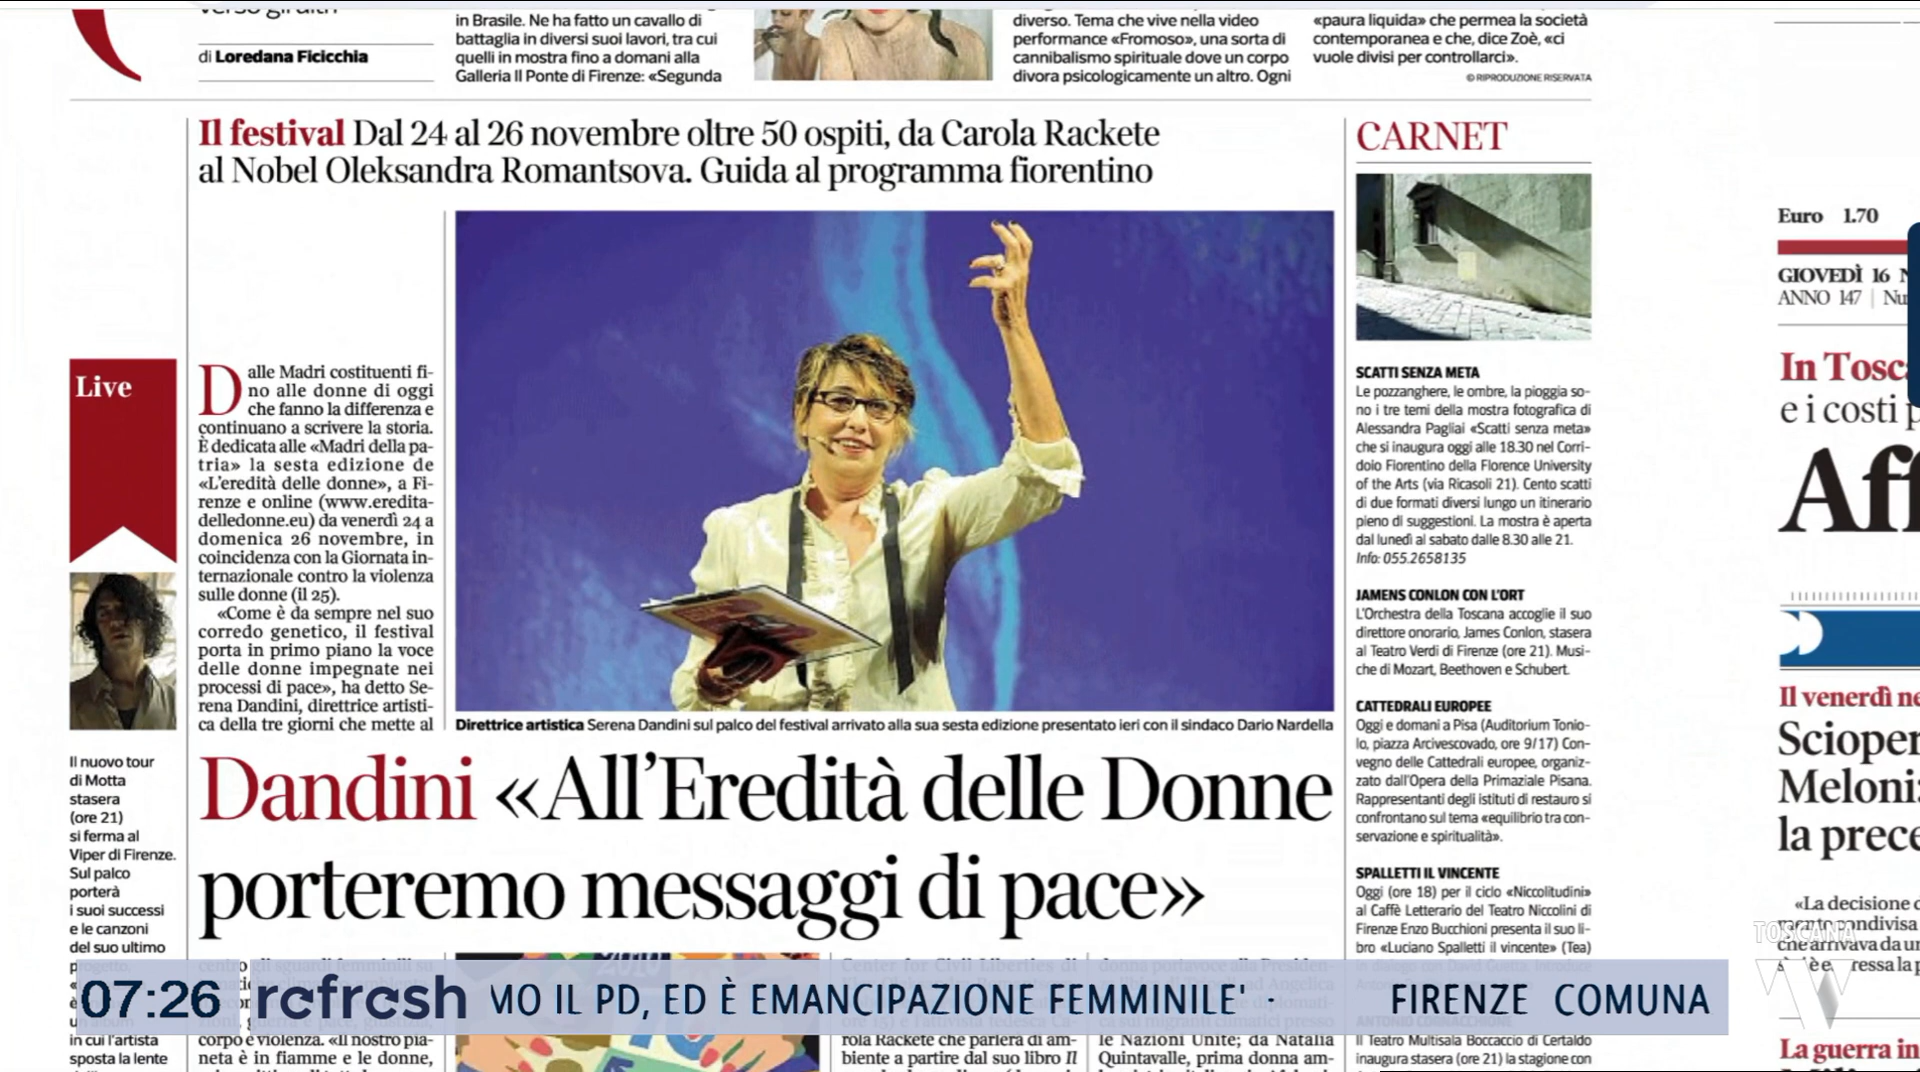 di Loredana Ficicchia
in Brasile. Ne ha fatto un cavallo di
battaglia in diversi suoi lavori, tra cui
quelli in mostra fino a domani alla
Galleria Il Ponte di Firenze: «Segunda
diverso. Tema che vive nella video
performance «Fromoso», una sorta di
cannibalismo spirituale dove un corpo
divora psicologicamente un altro. Ogni
«paura liquida» che permea la società
contemporanea e che, dice Zoè, «ci
vuole divisi per controllarci».
© RIPRODUZIONE RISERVATA
Il festival Dal 24 al 26 novembre oltre 50 ospiti, da Carola Rackete
al Nobel Oleksandra Romantsova. Guida al programma fiorentino
Live
Il nuovo tour
di Motta
stasera
(ore 21)
si ferma al
Viper di Firenze.
Sul palco
porterà
i suoi successi
e le canzoni
del suo ultimo
in cui l'artista
sposta la lente
Dalle Madri costituenti fi-
no alle donne di oggi
che fanno la differenza e
continuano a scrivere la storia.
È dedicata alle «Madri della pa-
tria» la sesta edizione de
«L'eredità delle donne», a Fi-
renze e online (www.eredita-
delledonne.eu) da venerdì 24 a
domenica 26 novembre, in
coincidenza con la Giornata in-
ternazionale contro la violenza
sulle donne (il 25).
«Come è da sempre nel suo
corredo genetico, il festival
porta in primo piano la voce
delle donne impegnate nei
processi di pace», ha detto Se-
rena Dandini, direttrice artisti-
ca della tre giorni che mette al
Direttrice artistica Serena Dandini sul palco del festival arrivato alla sua sesta edizione presentato ieri con il sindaco Dario Nardella
Dandini «All'Eredità delle Donne
porteremo messaggi di pace»
corpo e violenza. «Il nostro pia-
neta è in fiamme e le donne,
rola Rackete che parlerà di am-
biente a partire dal suo libro Il
le Nazioni Unite; da Natalia
Quintavalle, prima donna am-
CARNET
SCATTI SENZA META
Le pozzanghere, le ombre, la pioggia so-
no i tre temi della mostra fotografica di
Alessandra Pagliai «Scatti senza meta»
che si inaugura oggi alle 18.30 nel Corri-
doio Fiorentino della Florence University
of the Arts (via Ricasoli 21). Cento scatti
di due formati diversi lungo un itinerario
pieno di suggestioni. La mostra è aperta
dal lunedì al sabato dalle 8.30 alle 21.
Info: 055.2658135
JAMENS CONLON CON L'ORT
L'Orchestra della Toscana accoglie il suo
direttore onorario, James Conlon, stasera
al Teatro Verdi di Firenze (ore 21). Musi-
che di Mozart, Beethoven e Schubert.
CATTEDRALI EUROPEE
Oggi e domani a Pisa (Auditorium Tonio-
lo, piazza Arcivescovado, ore 9/17) Con-
vegno delle Cattedrali europee, organiz-
zato dall'Opera della Primaziale Pisana.
Rappresentanti degli istituti di restauro si
confrontano sul tema «equilibrio tra con-
servazione e spiritualità».
SPALLETTI IL VINCENTE
Oggi (ore 18) per il ciclo «Niccolitudini»
al Caffè Letterario del Teatro Niccolini di
Firenze Enzo Bucchioni presenta il suo li-
bro «Luciano Spalletti il vincente» (Tea)
Il Teatro Multisala Boccaccio di Certaldo
inaugura stasera (ore 21) la stagione con
Euro 1.70
GIOVEDÌ 16
ANNO 147
In Tosc
e i costi
Aff
Il venerdì
Scioper
Meloni:
la prece
«La decisione
La guerra in
TOSCANA
07:26 refresh MO IL PD, ED È EMANCIPAZIONE FEMMINILE' · FIRENZE COMUNA